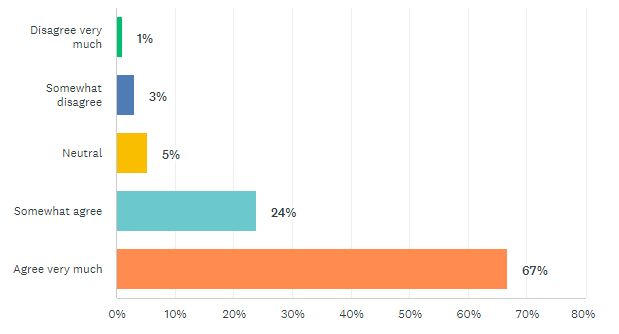 Disagree very
much
1%
Somewhat
disagree
3%
Neutral
5%
Somewhat agree
24%
Agree very much
67%
0% 10% 20% 30% 40% 50% 60% 70% 80%